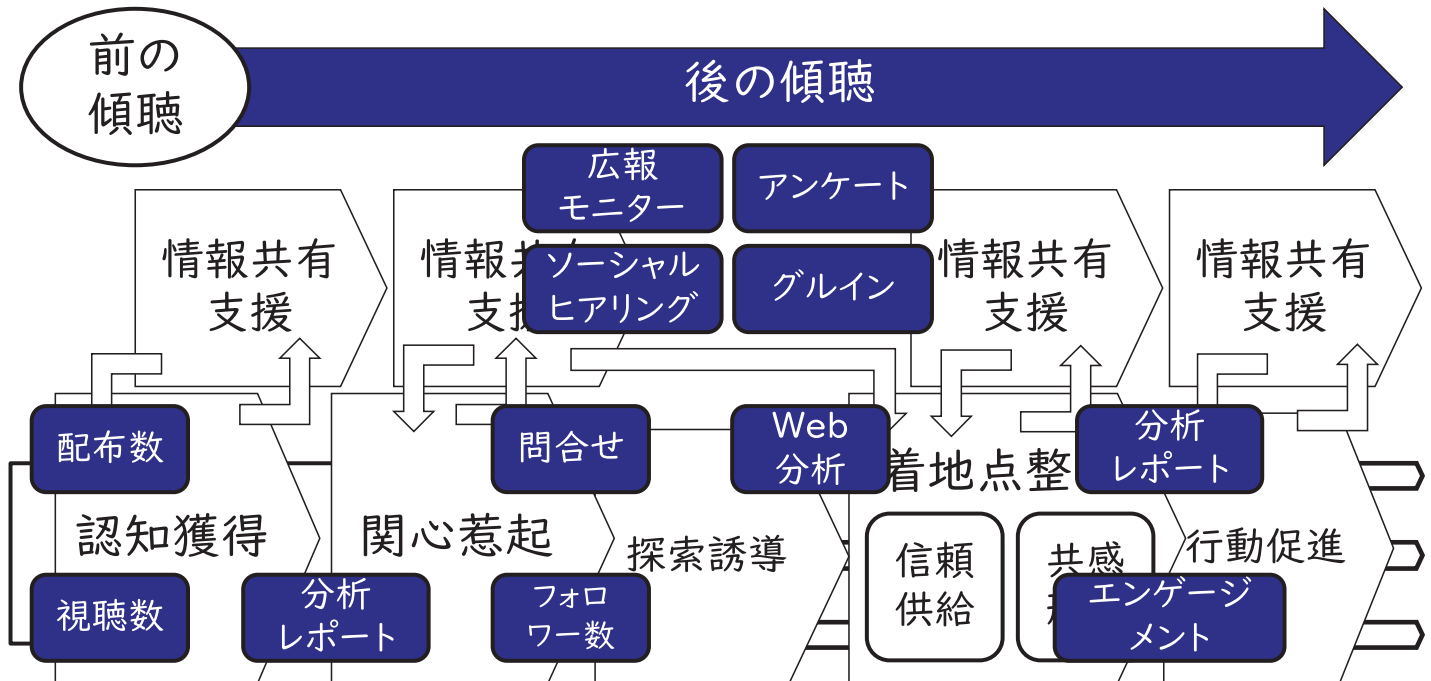 前の
傾聴
後の傾聴
広報
モニター
アンケート
ソーシャル
ヒアリング
グルイン
情報共有
支援
情報
支
情報共有
支援
情報共有
支援
配布数
問合せ
Web
分析
分析
レポート
着地点整
認知獲得
関心惹起
探索誘導
信頼
供給
共感
行動促進
視聴数
分析
レポート
フォロ
ワー数
エンゲージ
メント